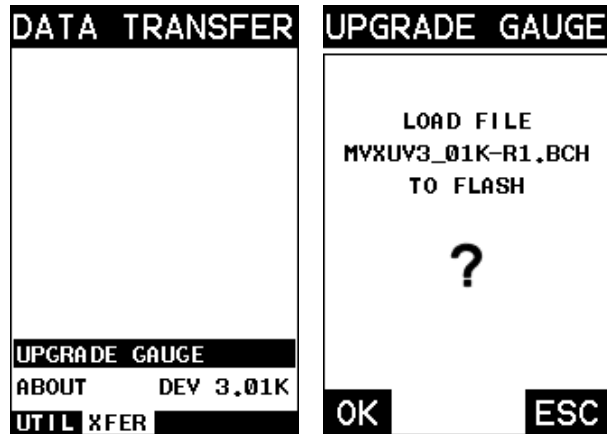 DATA TRANSFER
UPGRADE GAUGE
ABOUT DEV 3.01K
UTIL XFER
UPGRADE GAUGE
LOAD FILE
MVXUV3_01K-R1.BCH
TO FLASH
?
OK ESC